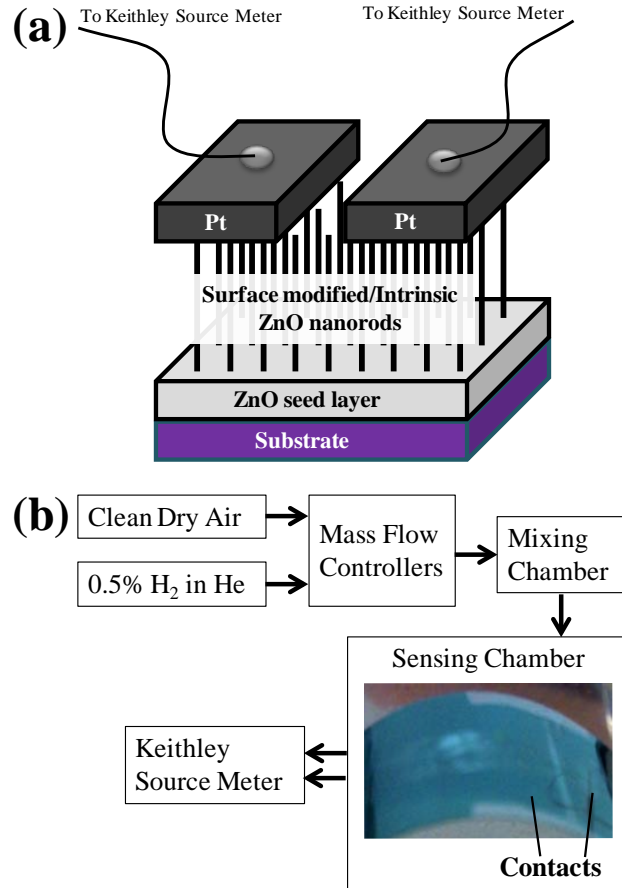 (a)
To Keithley Source Meter
To Keithley Source Meter
Pt
Pt
Surface modified/Intrinsic
ZnO nanorods
ZnO seed layer
Substrate
(b)
Clean Dry Air
0.5% H₂ in He
Mass Flow
Controllers
Mixing
Chamber
Sensing Chamber
Keithley
Source Meter
Contacts